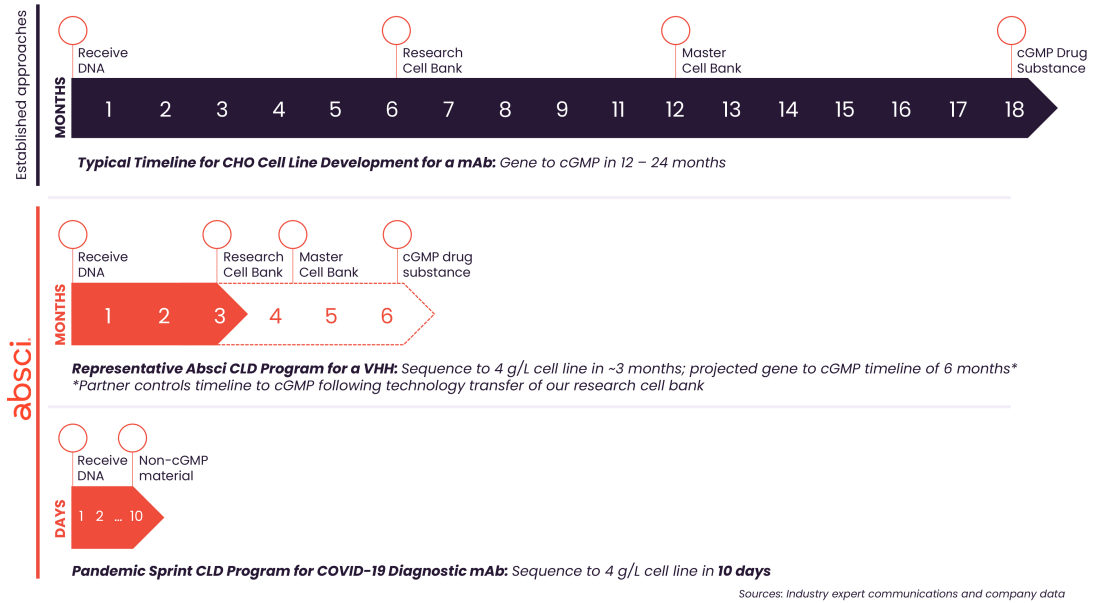 Established approaches
Receive
DNA
Research
Cell Bank
Master
Cell Bank
cGMP Drug
Substance
MONTHS
1 2 3 4 5 6 7 8 9 10 11 12 13 14 15 16 17 18
Typical Timeline for CHO Cell Line Development for a mAb: Gene to cGMP in 12 – 24 months
absci.
Receive
DNA
Research
Cell Bank
Master
Cell Bank
cGMP drug
substance
MONTHS
1 2 3 4 5 6
Representative Absci CLD Program for a VHH: Sequence to 4 g/L cell line in ~3 months; projected gene to cGMP timeline of 6 months*
*Partner controls timeline to cGMP following technology transfer of our research cell bank
Receive
DNA
Non-cGMP
material
DAYS
1 2 ... 10
Pandemic Sprint CLD Program for COVID-19 Diagnostic mAb: Sequence to 4 g/L cell line in 10 days
Sources: Industry expert communications and company data